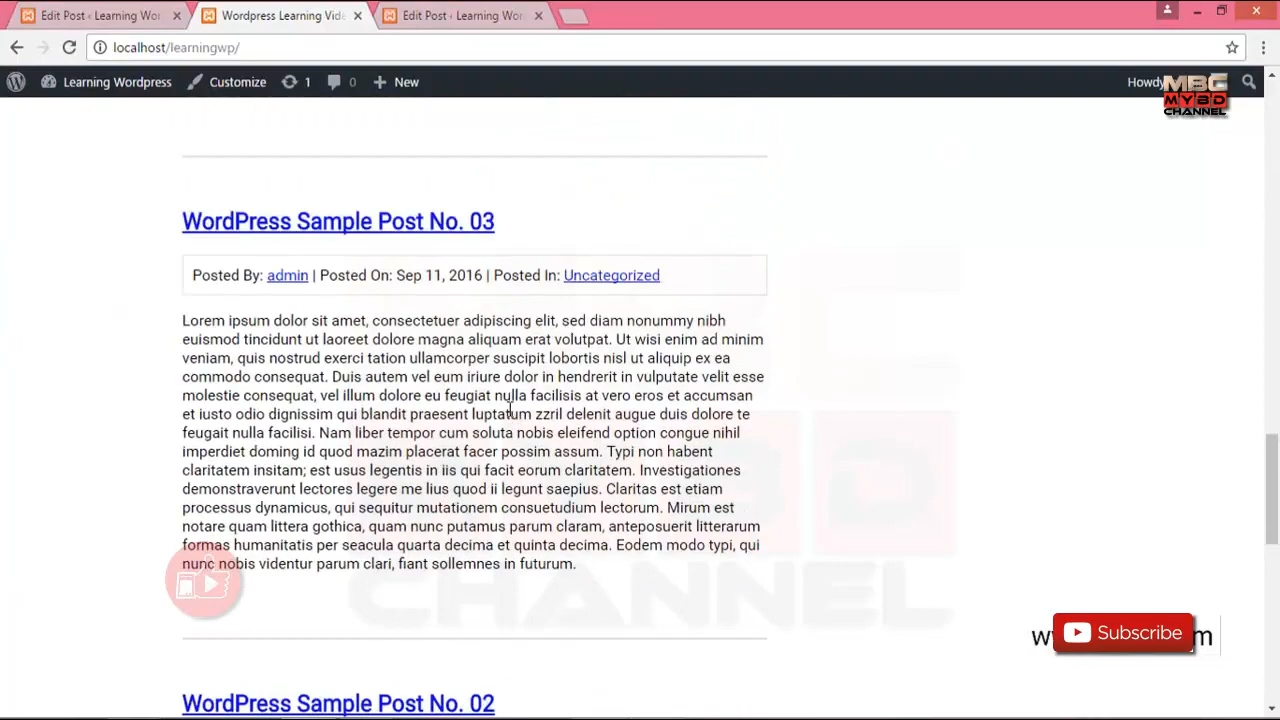 Edit Post ‹ Learning Wor
Wordpress Learning Vide
Edit Post ‹ Learning Wor
localhost/learningwp/
Learning Wordpress
Customize
1
0
New
Howdy
MBC
MYBD
CHANNEL
WordPress Sample Post No. 03
Posted By: admin | Posted On: Sep 11, 2016 | Posted In: Uncategorized
Lorem ipsum dolor sit amet, consectetuer adipiscing elit, sed diam nonummy nibh
euismod tincidunt ut laoreet dolore magna aliquam erat volutpat. Ut wisi enim ad minim
veniam, quis nostrud exerci tation ullamcorper suscipit lobortis nisl ut aliquip ex ea
commodo consequat. Duis autem vel eum iriure dolor in hendrerit in vulputate velit esse
molestie consequat, vel illum dolore eu feugiat nulla facilisis at vero eros et accumsan
et iusto odio dignissim qui blandit praesent luptatum zzril delenit augue duis dolore te
feugait nulla facilisi. Nam liber tempor cum soluta nobis eleifend option congue nihil
imperdiet doming id quod mazim placerat facer possim assum. Typi non habent
claritatem insitam; est usus legentis in iis qui facit eorum claritatem. Investigationes
demonstraverunt lectores legere me lius quod ii legunt saepius. Claritas est etiam
processus dynamicus, qui sequitur mutationem consuetudium lectorum. Mirum est
notare quam littera gothica, quam nunc putamus parum claram, anteposuerit litterarum
formas humanitatis per seacula quarta decima et quinta decima. Eodem modo typi, qui
nunc nobis videntur parum clari, fiant sollemnes in futurum.
CHANNEL
Subscribe
WordPress Sample Post No. 02